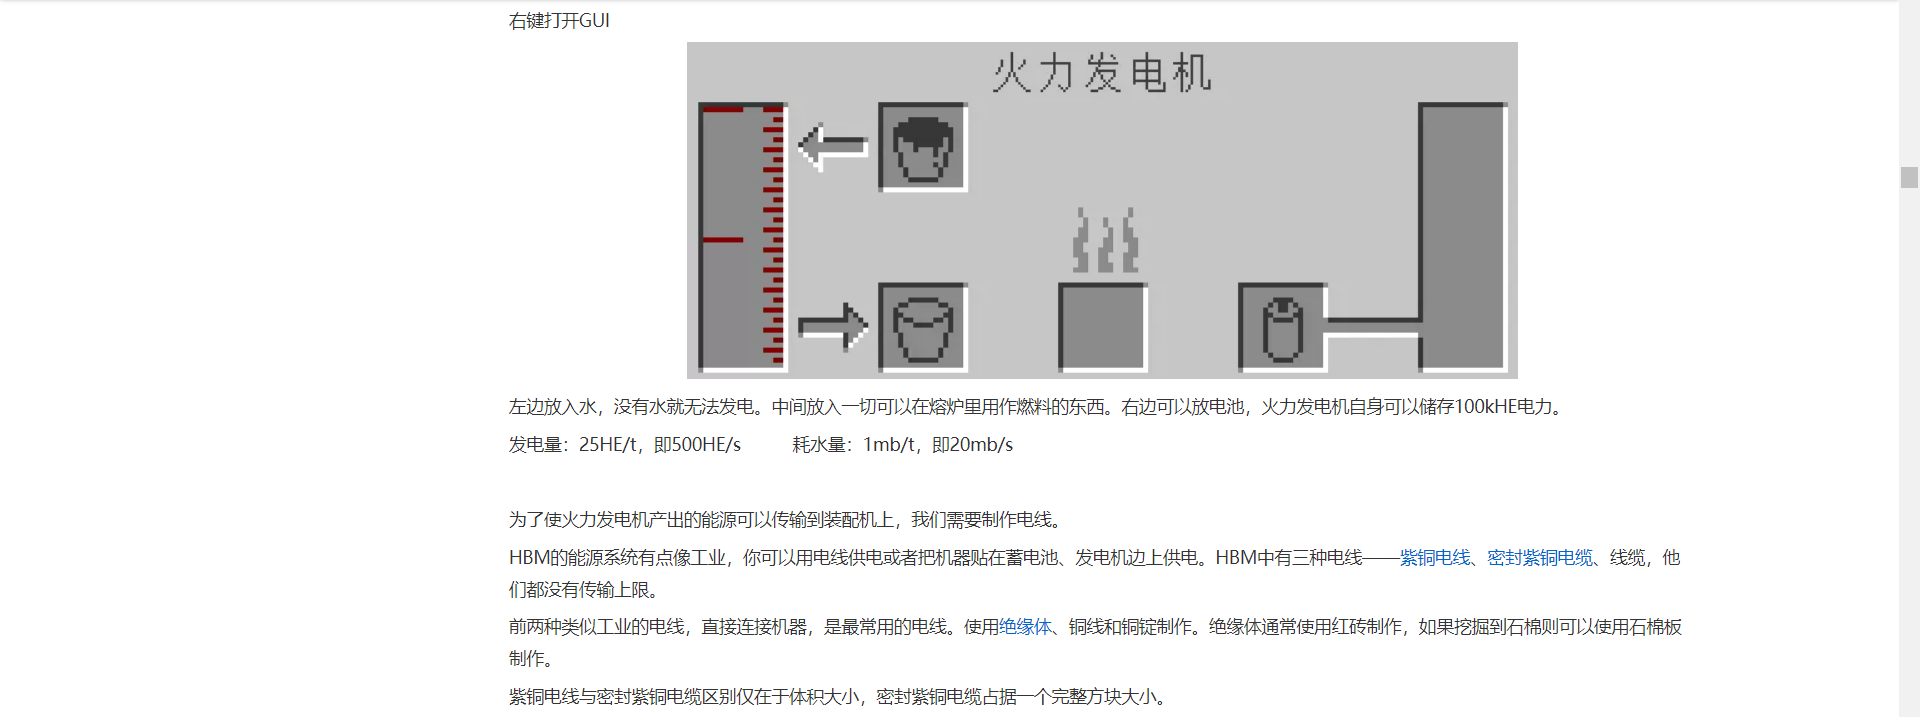 右键打开GUI
火力发电机
左边放入水，没有水就无法发电。中间放入一切可以在熔炉里用作燃料的东西。右边可以放电池，火力发电机自身可以储存100kHE电力。
发电量：25HE/t，即500HE/s 耗水量：1mb/t，即20mb/s
为了使火力发电机产出的能源可以传输到装配机上，我们需要制作电线。
HBM的能源系统有点像工业，你可以用电线供电或者把机器贴在蓄电池、发电机边上供电。HBM中有三种电线——紫铜电线、密封紫铜电缆、线缆，他
们都没有传输上限。
前两种类似工业的电线，直接连接机器，是最常用的电线。使用绝缘体、铜线和铜锭制作。绝缘体通常使用红砖制作，如果挖掘到石棉则可以使用石棉板
制作。
紫铜电线与密封紫铜电缆区别仅在于体积大小，密封紫铜电缆占据一个完整方块大小。